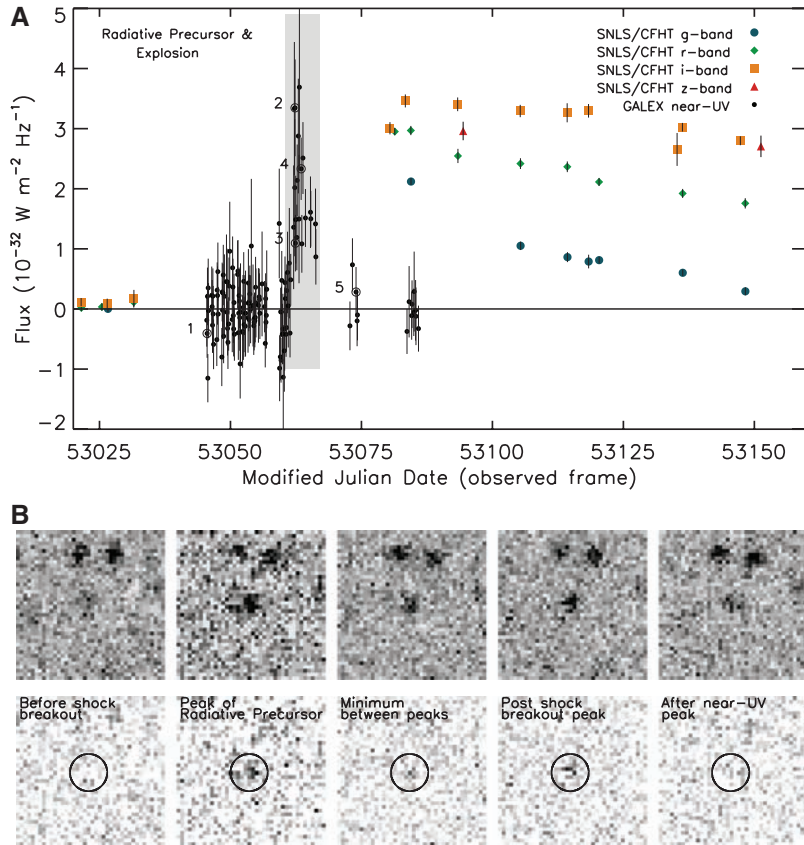 A
Radiative Precursor &
Explosion
SNLS/CFHT g-band
SNLS/CFHT r-band
SNLS/CFHT i-band
SNLS/CFHT z-band
GALEX near-UV
5
4
3
2
1
0
-1
-2
Flux (10⁻³² W m⁻² Hz⁻¹)
1
2
3
4
5
53025
53050
53075
53100
53125
53150
Modified Julian Date (observed frame)
B
Before shock
breakout
Peak of
Radiative Precursor
Minimum
between peaks
Post shock
breakout peak
After near-UV
peak